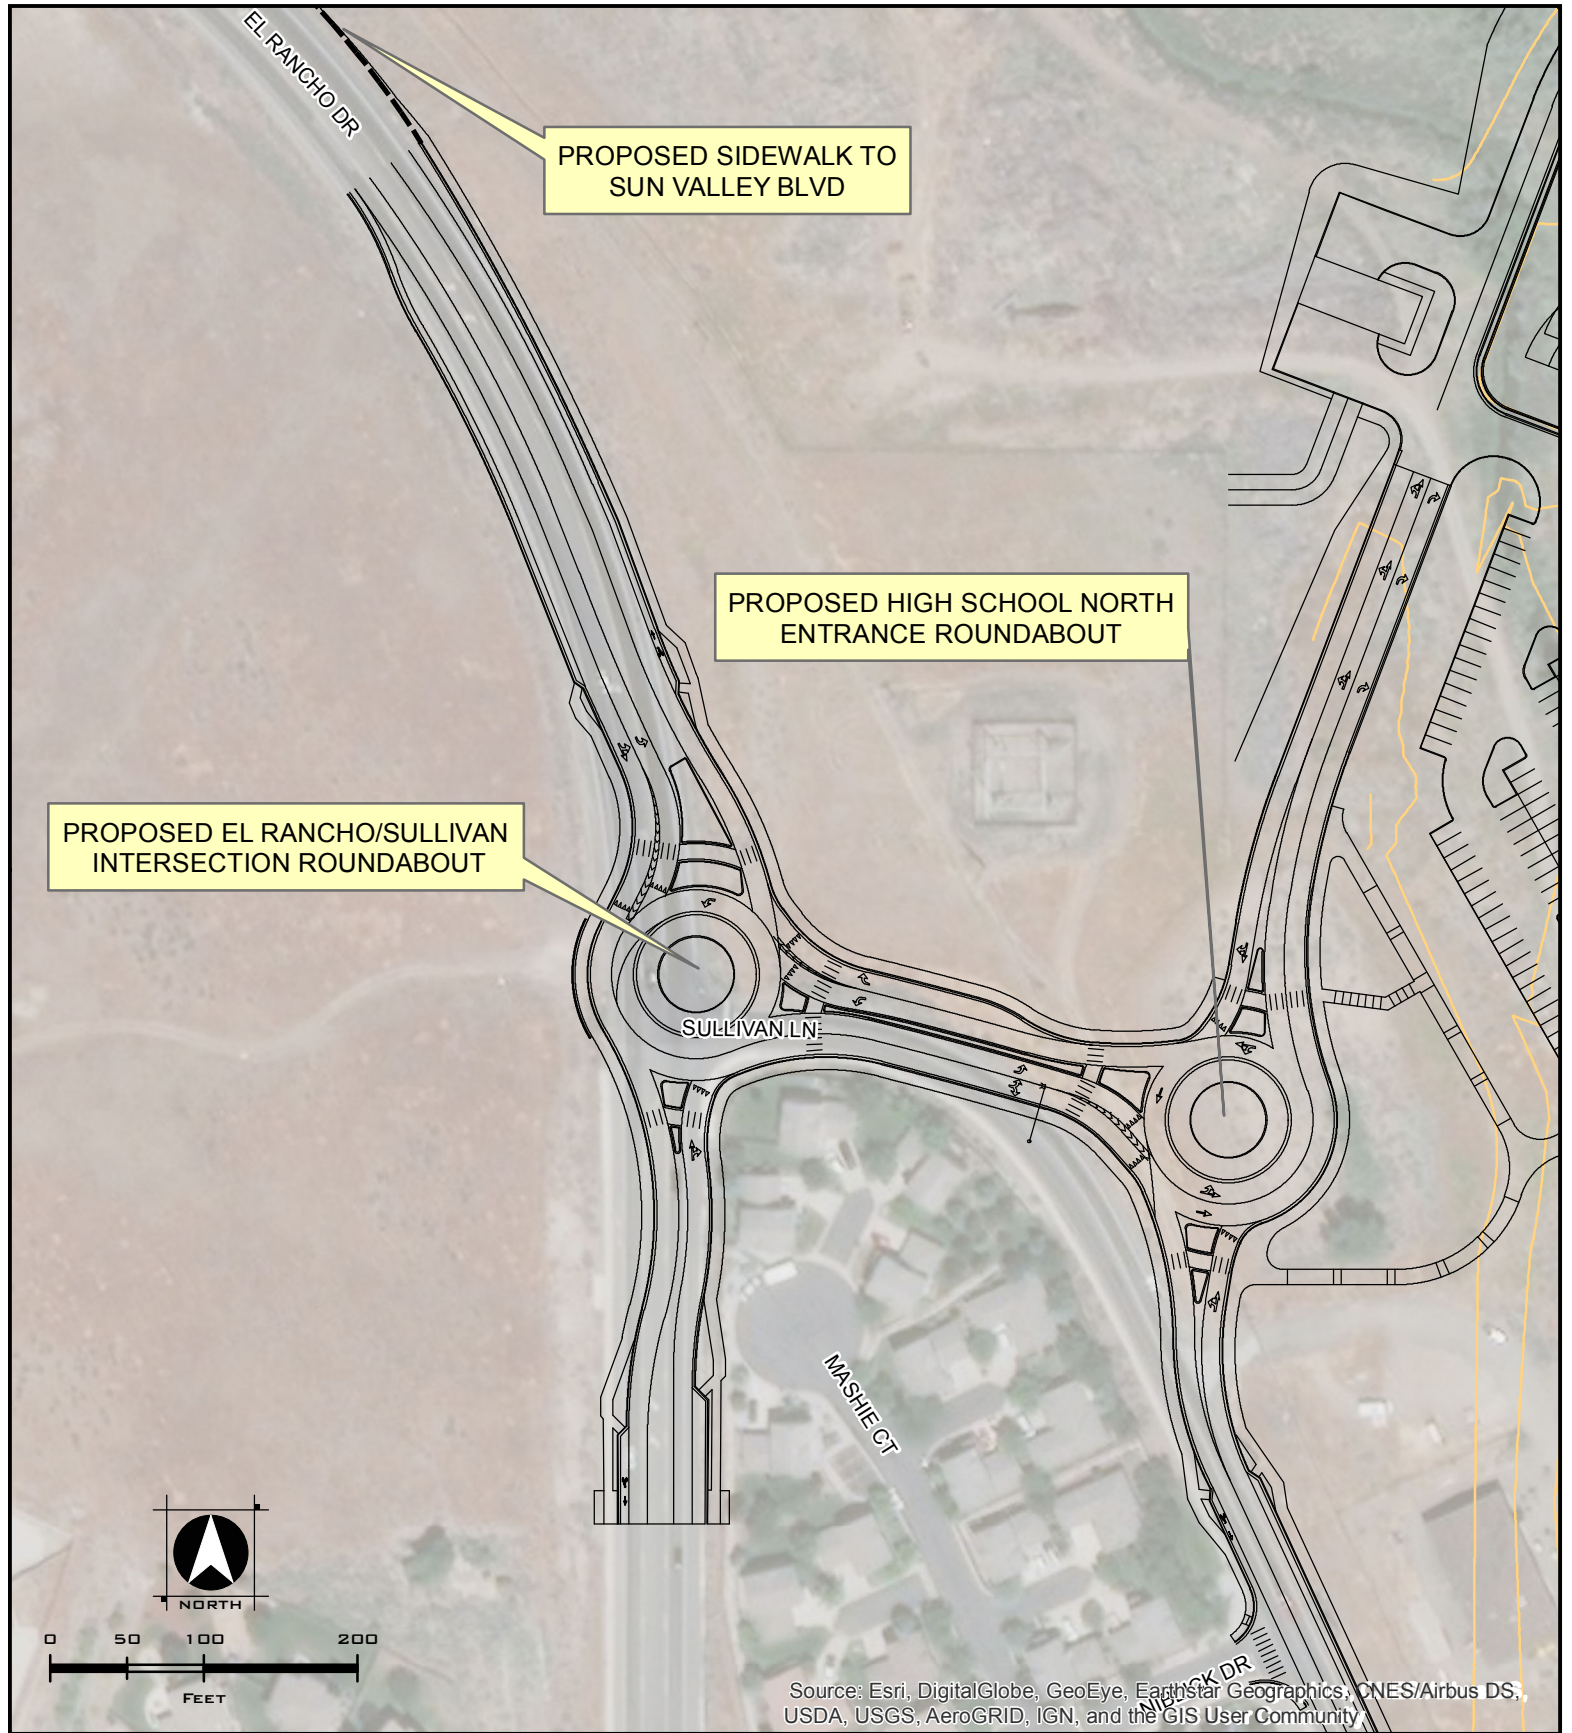 EL RANCHO DR
PROPOSED SIDEWALK TO
SUN VALLEY BLVD
PROPOSED HIGH SCHOOL NORTH
ENTRANCE ROUNDABOUT
PROPOSED EL RANCHO/SULLIVAN
INTERSECTION ROUNDABOUT
SULLIVAN LN
MASHIE CT
NORTH
0 50 100 200
FEET
NIBLICK DR
Source: Esri, DigitalGlobe, GeoEye, Earthstar Geographics, CNES/Airbus DS,
USDA, USGS, AeroGRID, IGN, and the GIS User Community